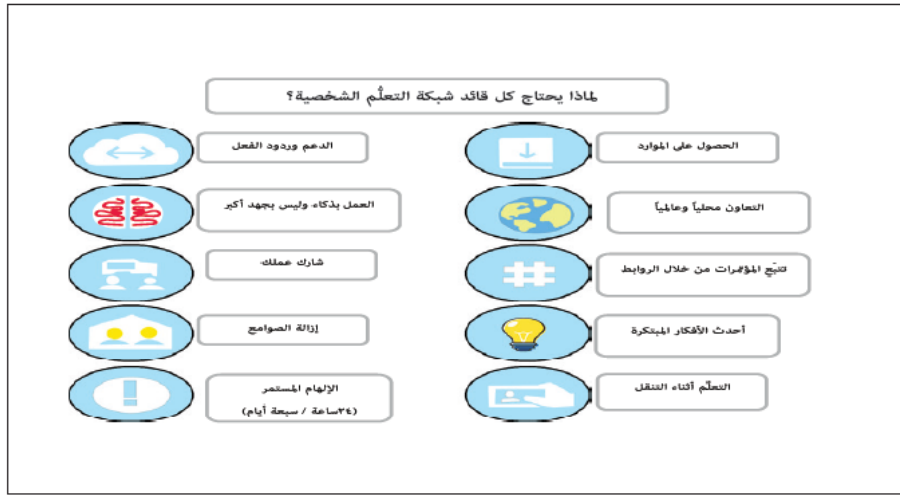 لماذا يحتاج كل قائد شبكة التعلُّم الشخصية؟
الحصول على الموارد
الدعم وردود الفعل
التعاون محلياً وعالمياً
العمل بذكاء وليس بجهد أكبر
تتبّع المؤتمرات من خلال الروابط
شارك عملك
أحدث الأفكار المبتكرة
إزالة الصوامع
التعلّم أثناء التنقل
الإلهام المستمر
(٢٤ساعة / سبعة أيام)